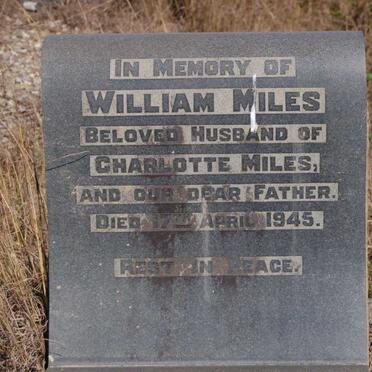 In Memory of
William Miles
Beloved Husband of
Charlotte Miles,
and our dear Father.
Died 17th April 1945.
Rest in Peace.